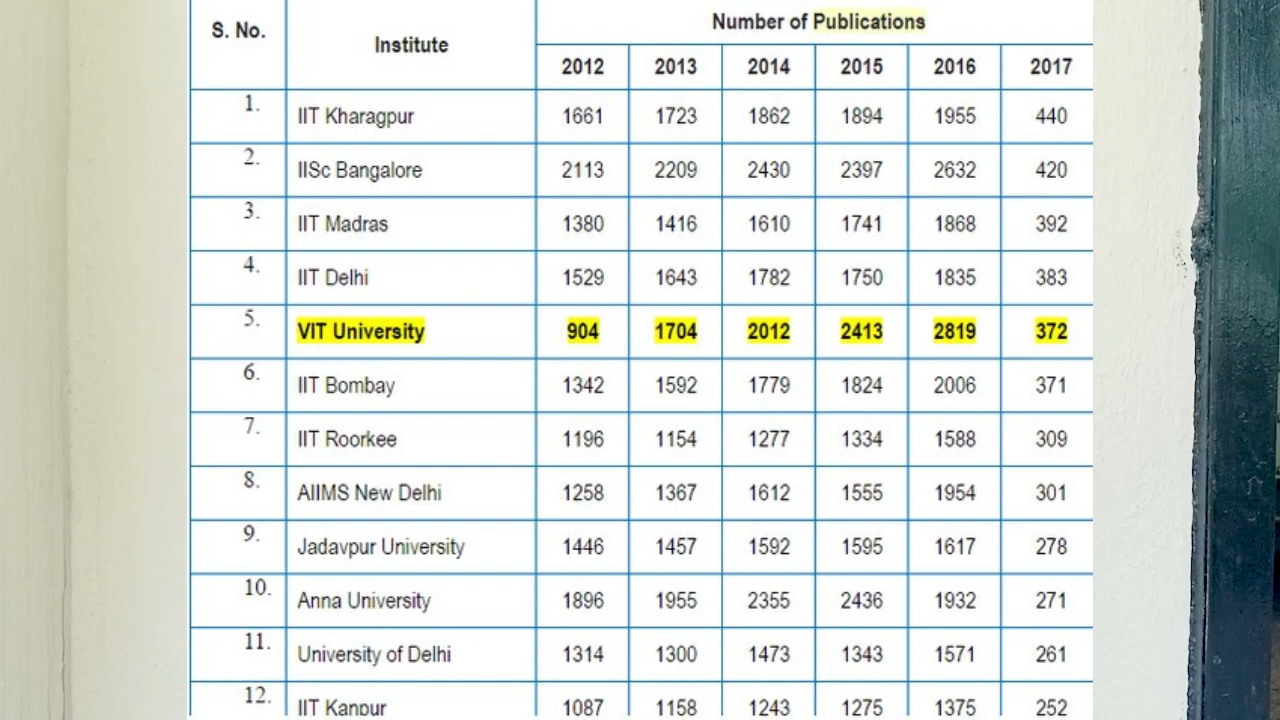 S. No. Institute Number of Publications
2012 2013 2014 2015 2016 2017
1. IIT Kharagpur 1661 1723 1862 1894 1955 440
2. IISc Bangalore 2113 2209 2430 2397 2632 420
3. IIT Madras 1380 1416 1610 1741 1868 392
4. IIT Delhi 1529 1643 1782 1750 1835 383
5. VIT University 904 1704 2012 2413 2819 372
6. IIT Bombay 1342 1592 1779 1824 2006 371
7. IIT Roorkee 1196 1154 1277 1334 1588 309
8. AIIMS New Delhi 1258 1367 1612 1555 1954 301
9. Jadavpur University 1446 1457 1592 1595 1617 278
10. Anna University 1896 1955 2355 2436 1932 271
11. University of Delhi 1314 1300 1473 1343 1571 261
12. IIT Kanpur 1087 1158 1243 1275 1375 252